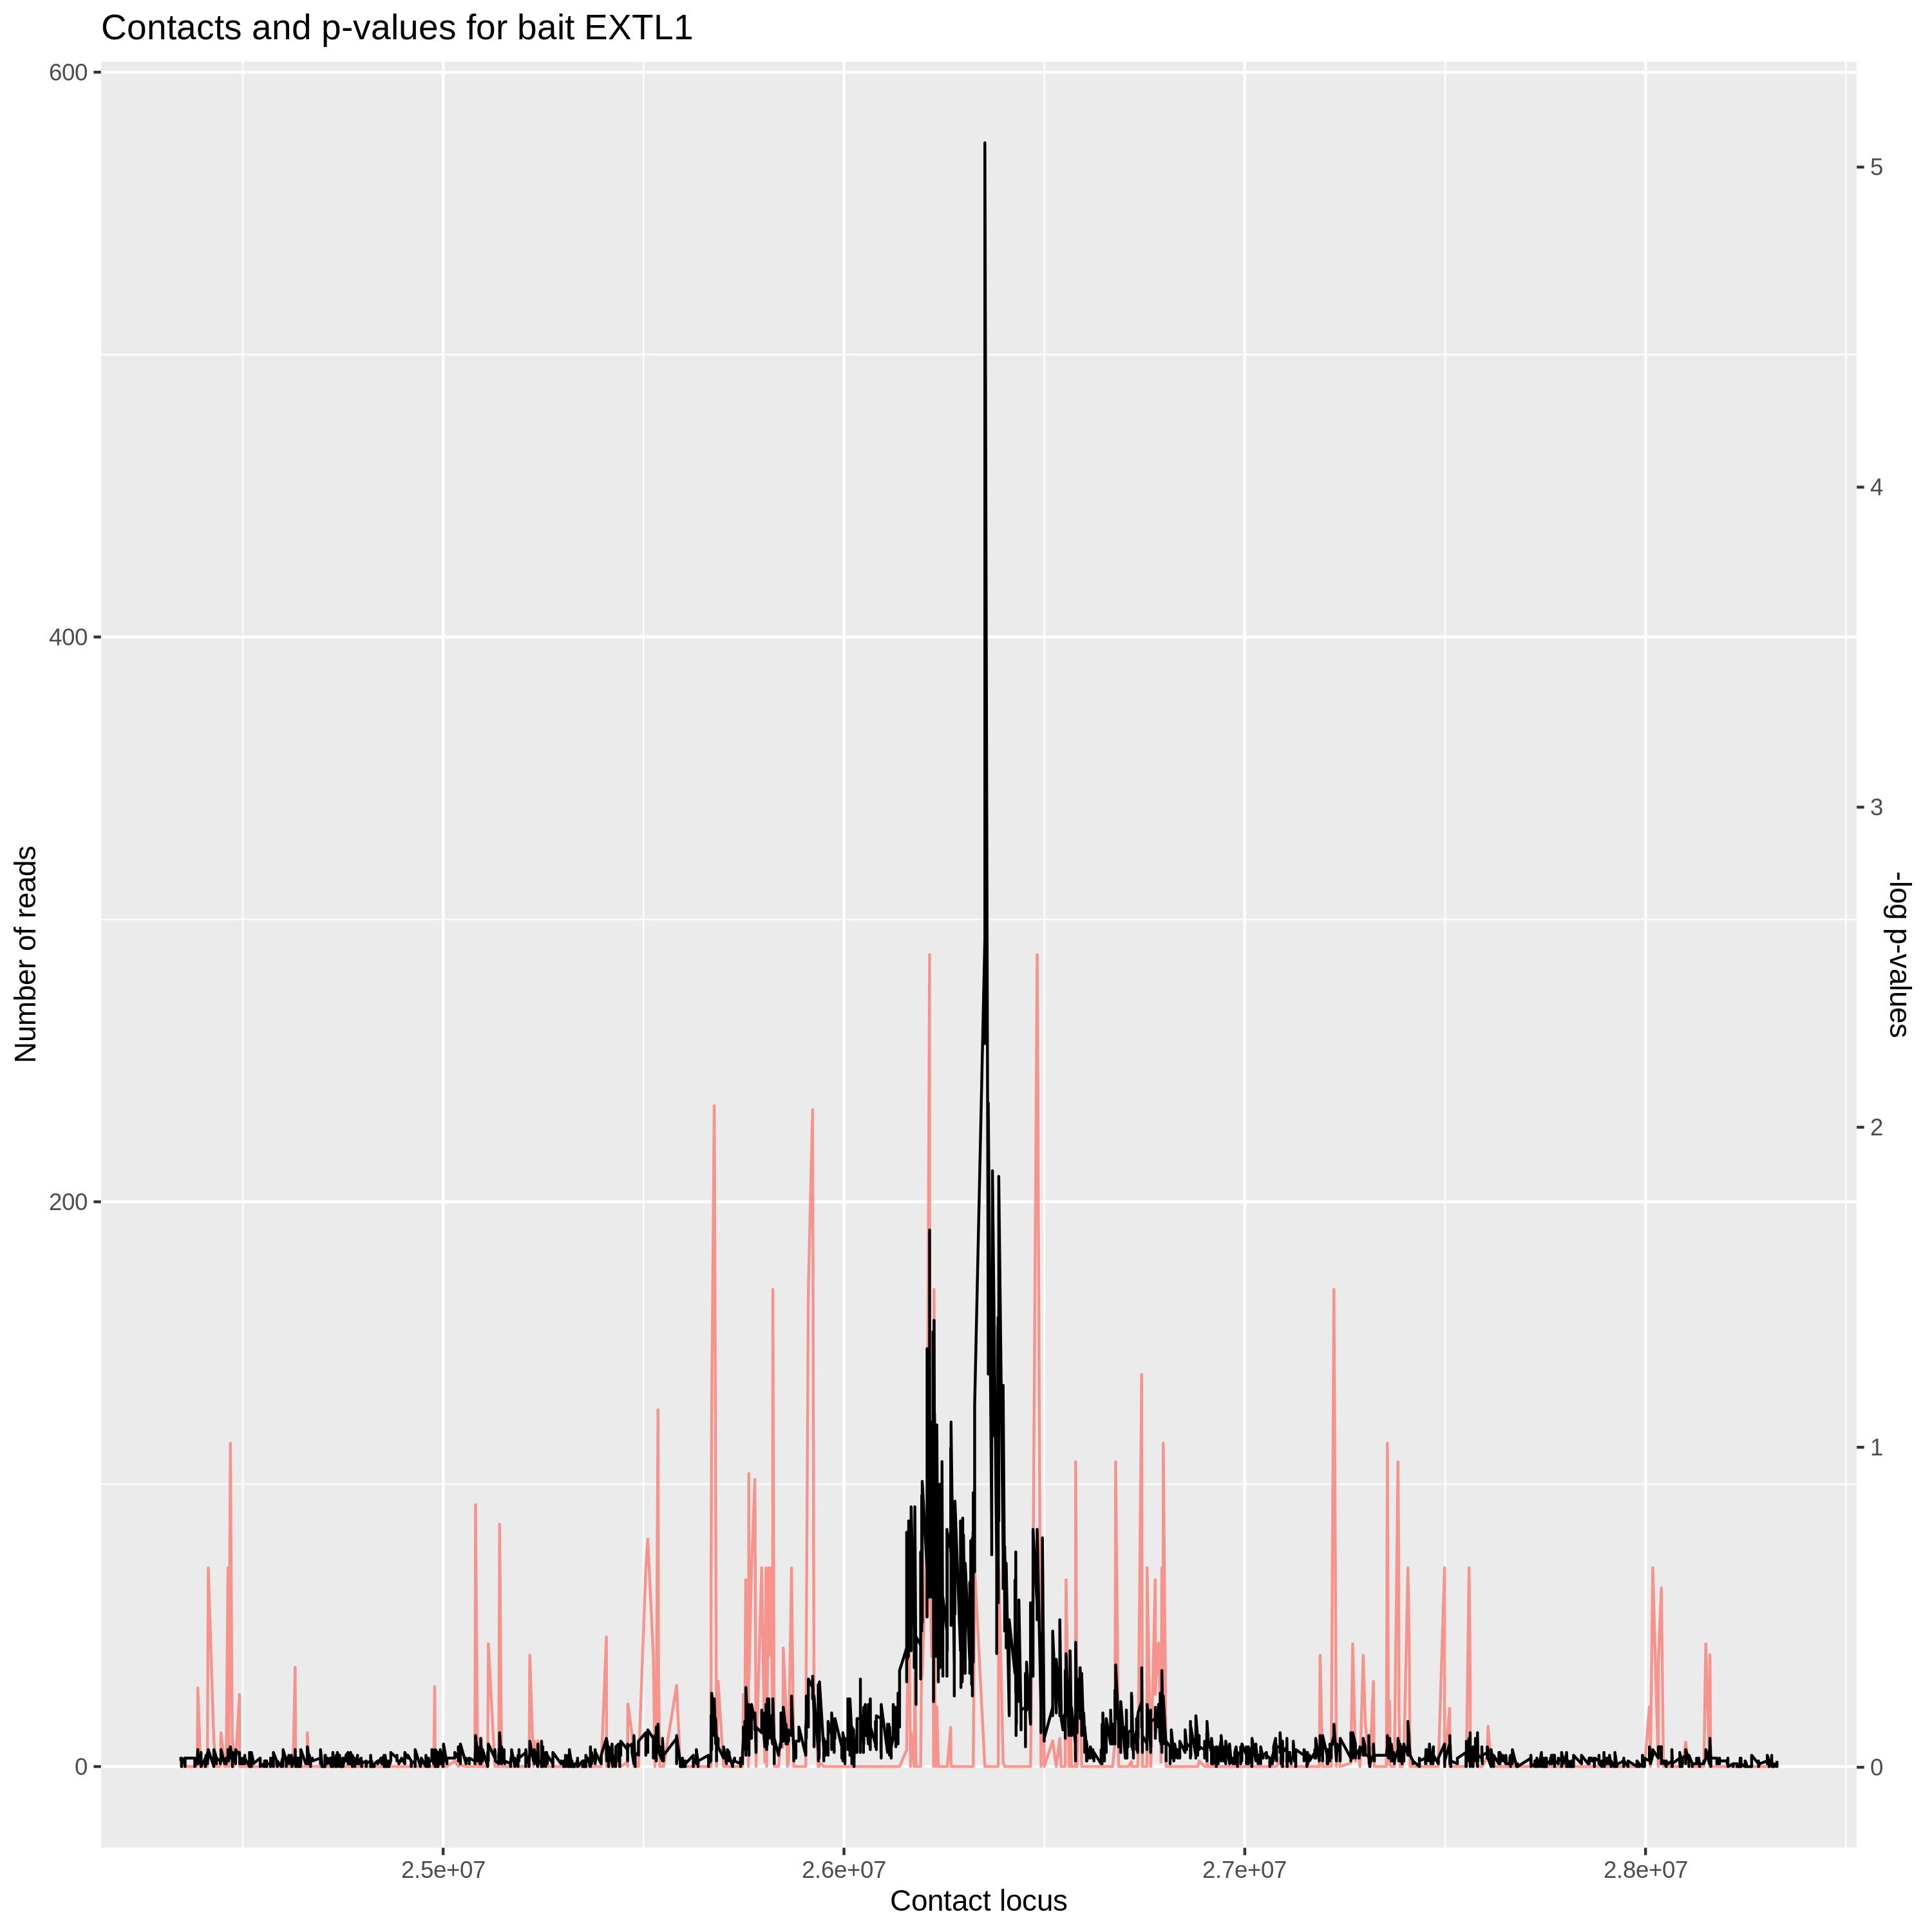 Contacts and p-values for bait EXTL1
600
400
200
0
Number of reads
5
4
3
2
1
0
-log p-values
2.5e+07 2.6e+07 2.7e+07 2.8e+07
Contact locus